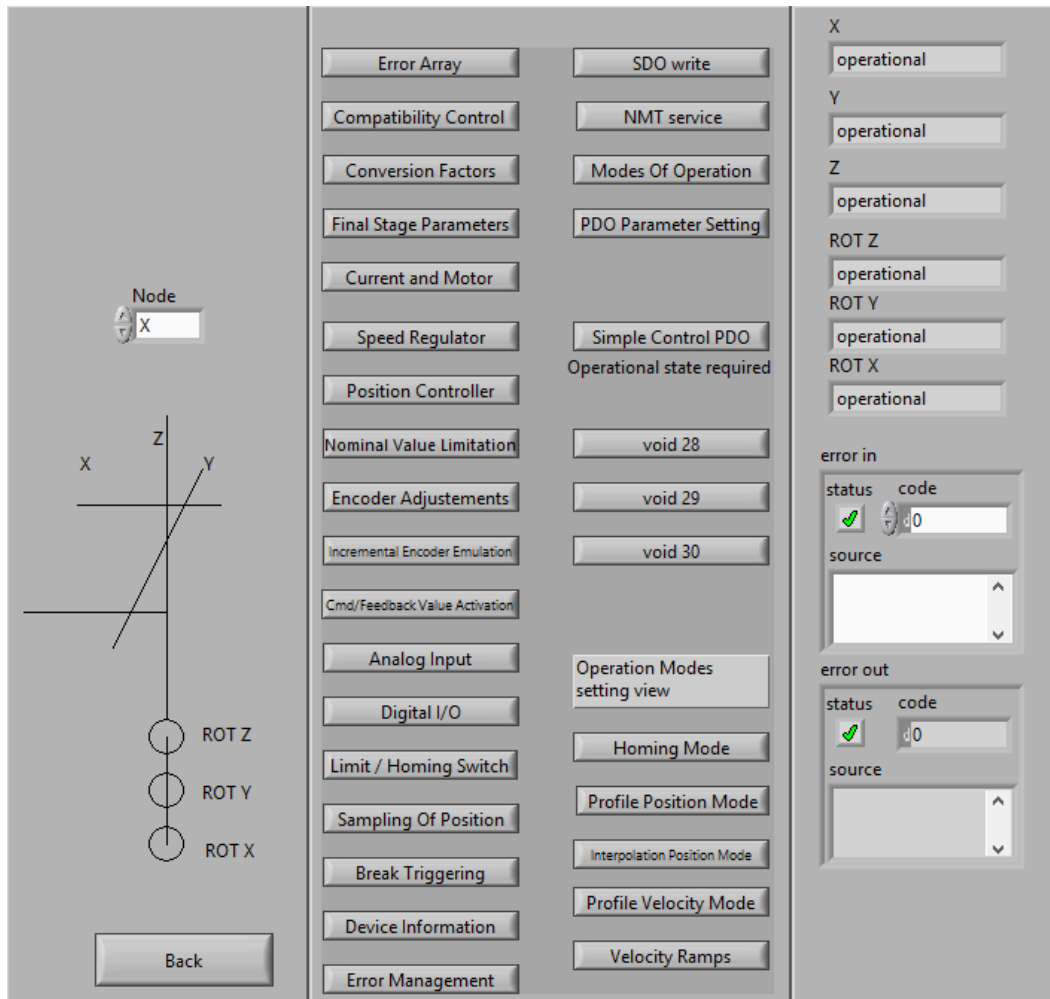 Node
X
Z
X
Y
ROT Z
ROT Y
ROT X
Back
Error Array
Compatibility Control
Conversion Factors
Final Stage Parameters
Current and Motor
Speed Regulator
Position Controller
Nominal Value Limitation
Encoder Adjustements
Incremental Encoder Emulation
Cmd/Feedback Value Activation
Analog Input
Digital I/O
Limit / Homing Switch
Sampling Of Position
Break Triggering
Device Information
Error Management
SDO write
NMT service
Modes Of Operation
PDO Parameter Setting
Simple Control PDO
Operational state required
void 28
void 29
void 30
Operation Modes
setting view
Homing Mode
Profile Position Mode
Interpolation Position Mode
Profile Velocity Mode
Velocity Ramps
X
operational
Y
operational
Z
operational
ROT Z
operational
ROT Y
operational
ROT X
operational
error in
status code
d0
source
error out
status code
d0
source